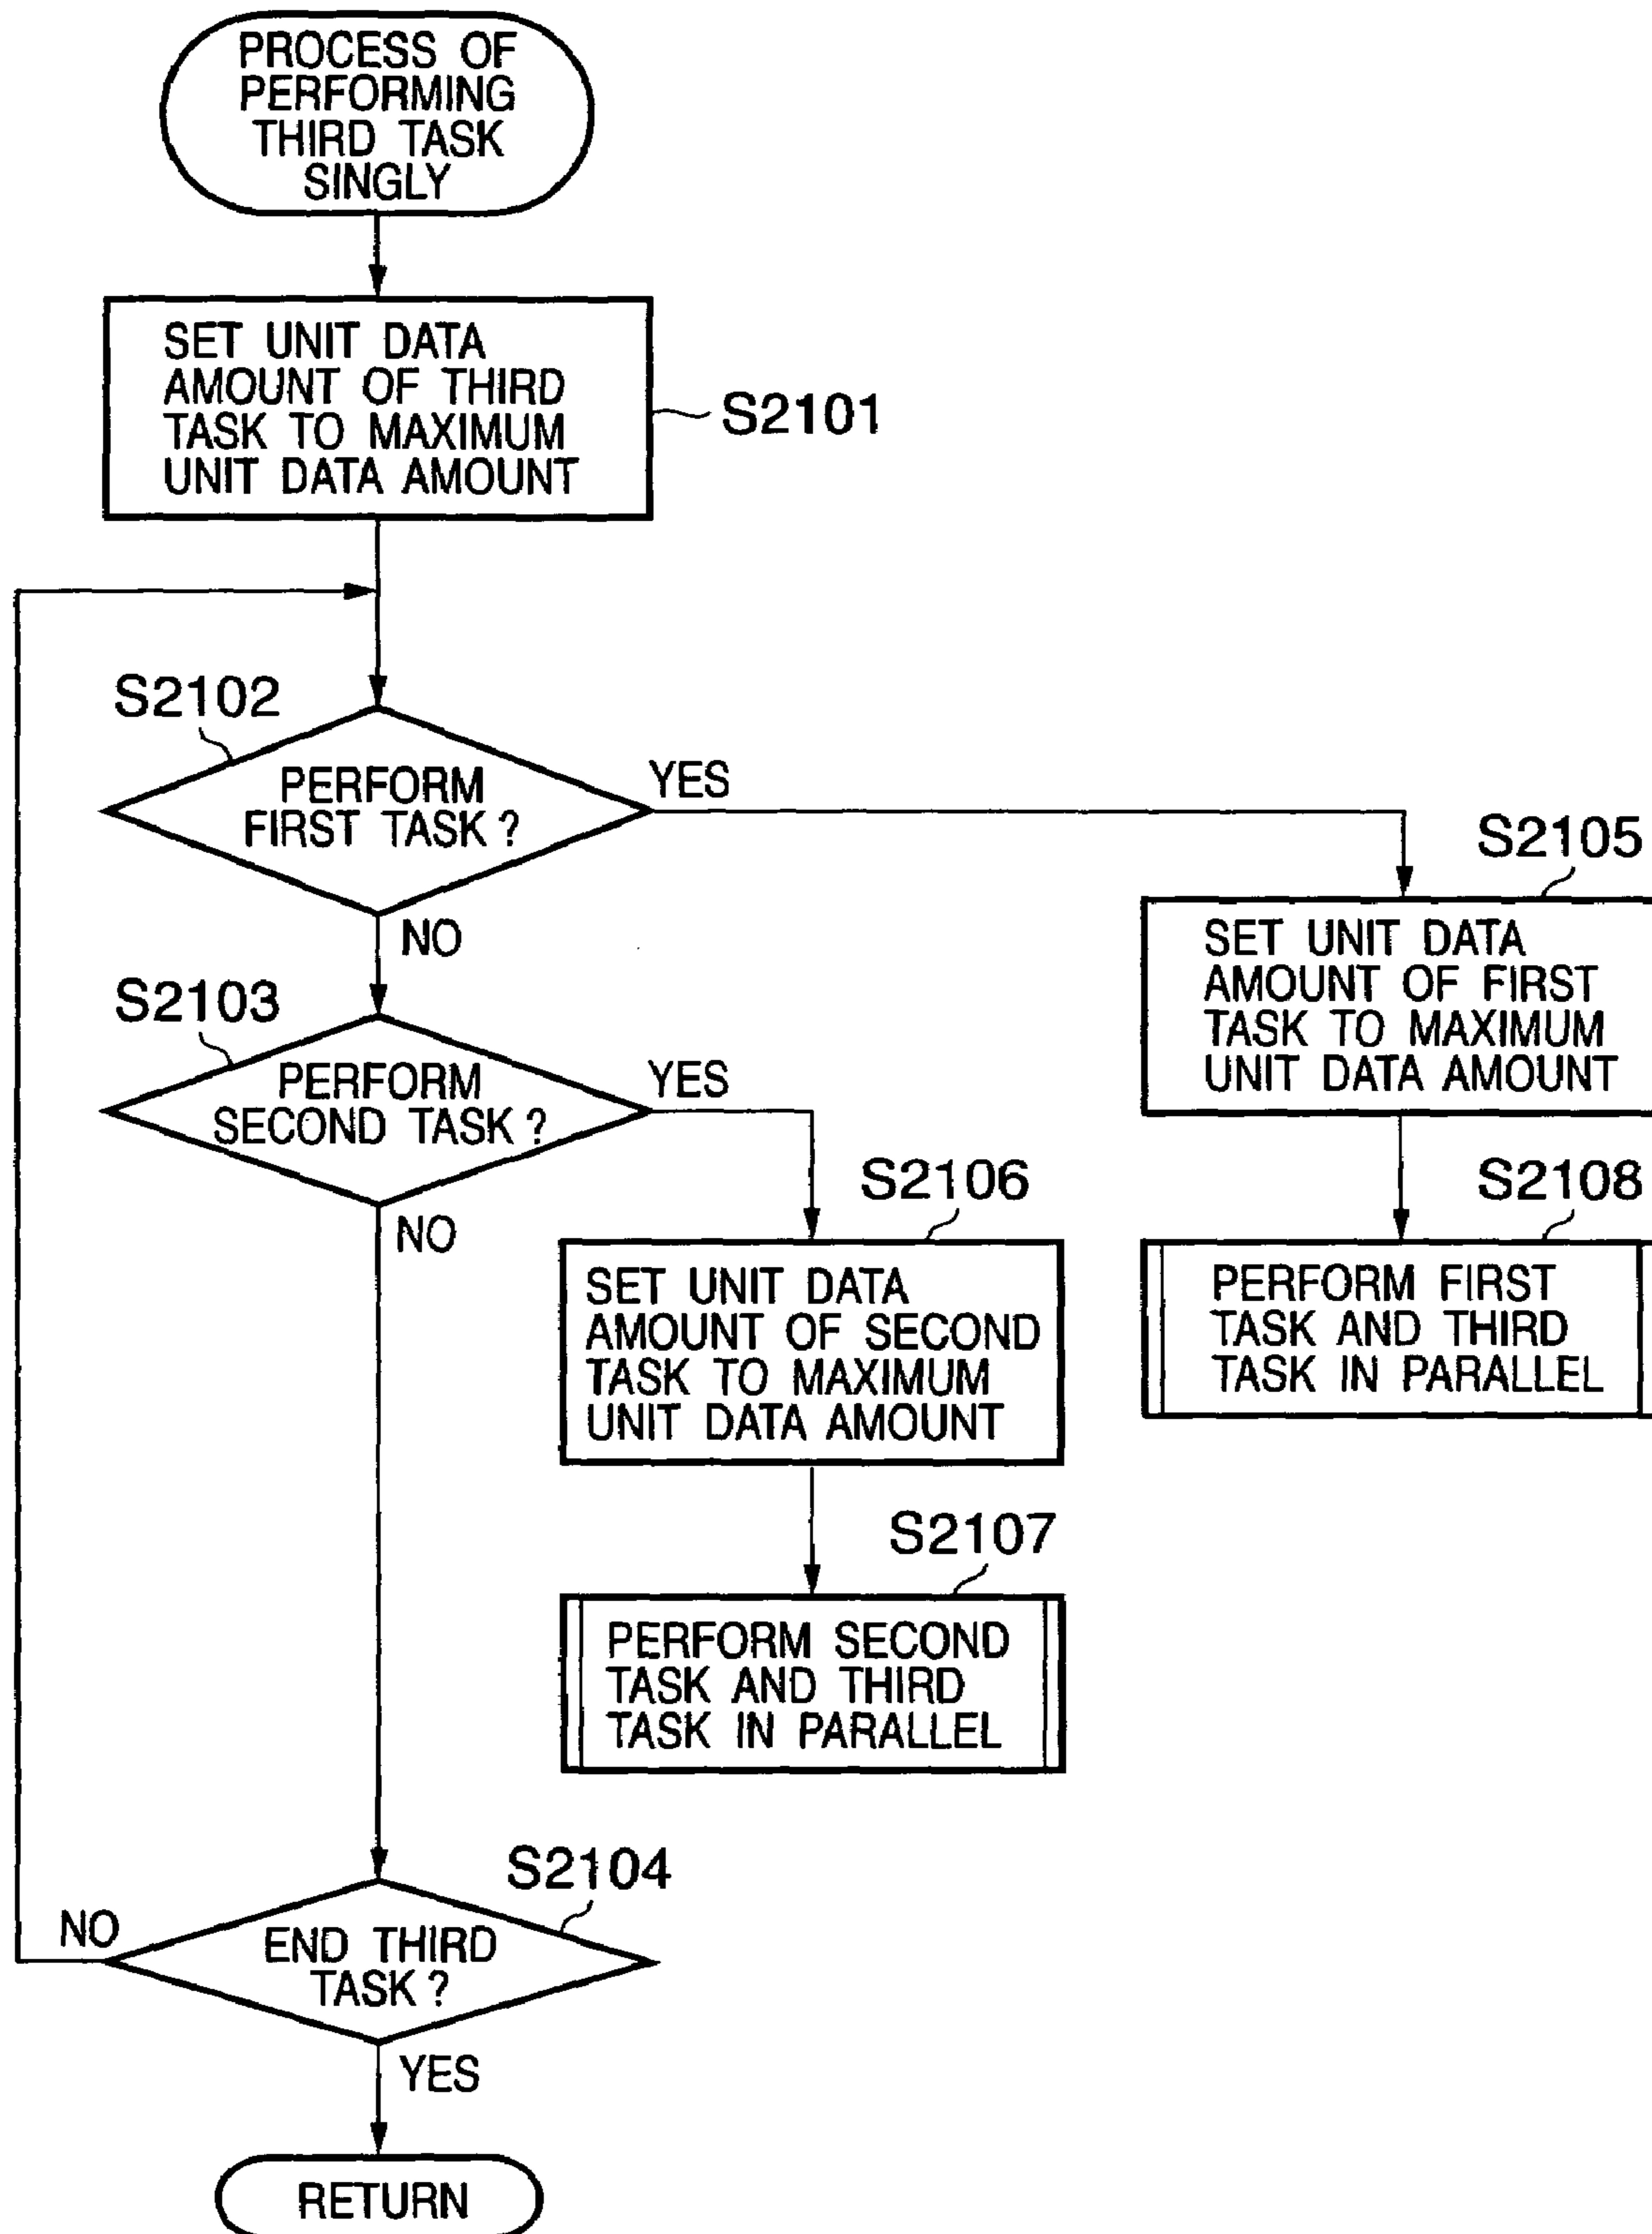 PROCESS OF
PERFORMING
THIRD TASK
SINGLY
SET UNIT DATA
AMOUNT OF THIRD
TASK TO MAXIMUM
UNIT DATA AMOUNT
S2101
S2102
PERFORM
FIRST TASK?
YES
NO
S2105
SET UNIT DATA
AMOUNT OF FIRST
TASK TO MAXIMUM
UNIT DATA AMOUNT
S2103
PERFORM
SECOND TASK?
YES
NO
S2106
SET UNIT DATA
AMOUNT OF SECOND
TASK TO MAXIMUM
UNIT DATA AMOUNT
S2108
PERFORM FIRST
TASK AND THIRD
TASK IN PARALLEL
S2107
PERFORM SECOND
TASK AND THIRD
TASK IN PARALLEL
S2104
NO
END THIRD
TASK?
YES
RETURN